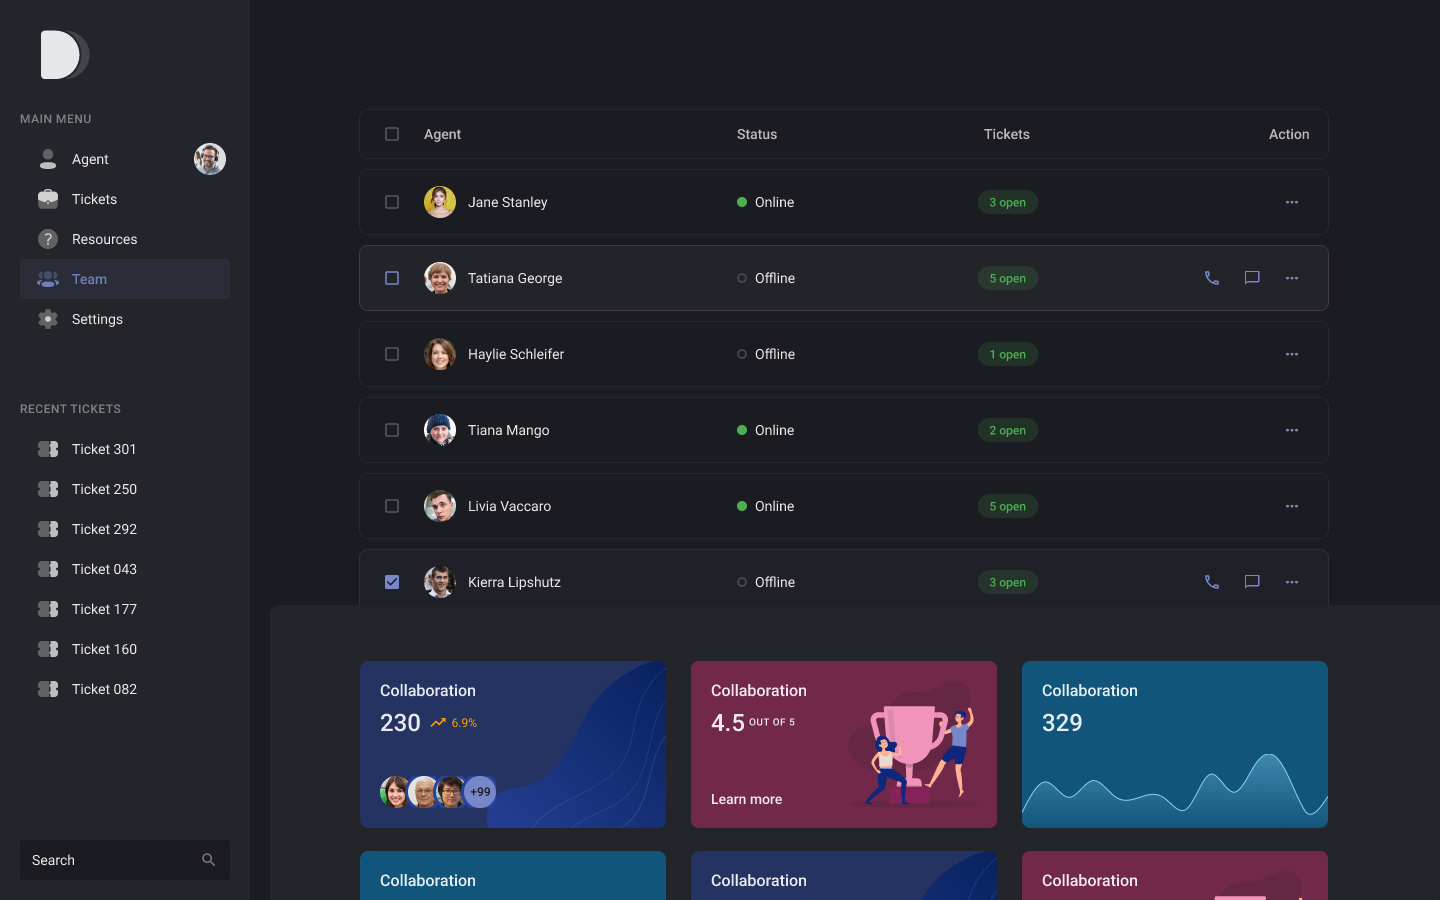 MAIN MENU
Agent
Tickets
? Resources
Team
Settings
RECENT TICKETS
Ticket 301
Ticket 250
Ticket 292
Ticket 043
Ticket 177
Ticket 160
Ticket 082
Search
Agent Status Tickets Action
Jane Stanley Online 3 open
Tatiana George Offline 5 open
Haylie Schleifer Offline 1 open
Tiana Mango Online 2 open
Livia Vaccaro Online 5 open
Kierra Lipshutz Offline 3 open
Collaboration
230 6.9%
+99
Collaboration
4.5 OUT OF 5
Learn more
Collaboration
329
Collaboration
Collaboration
Collaboration